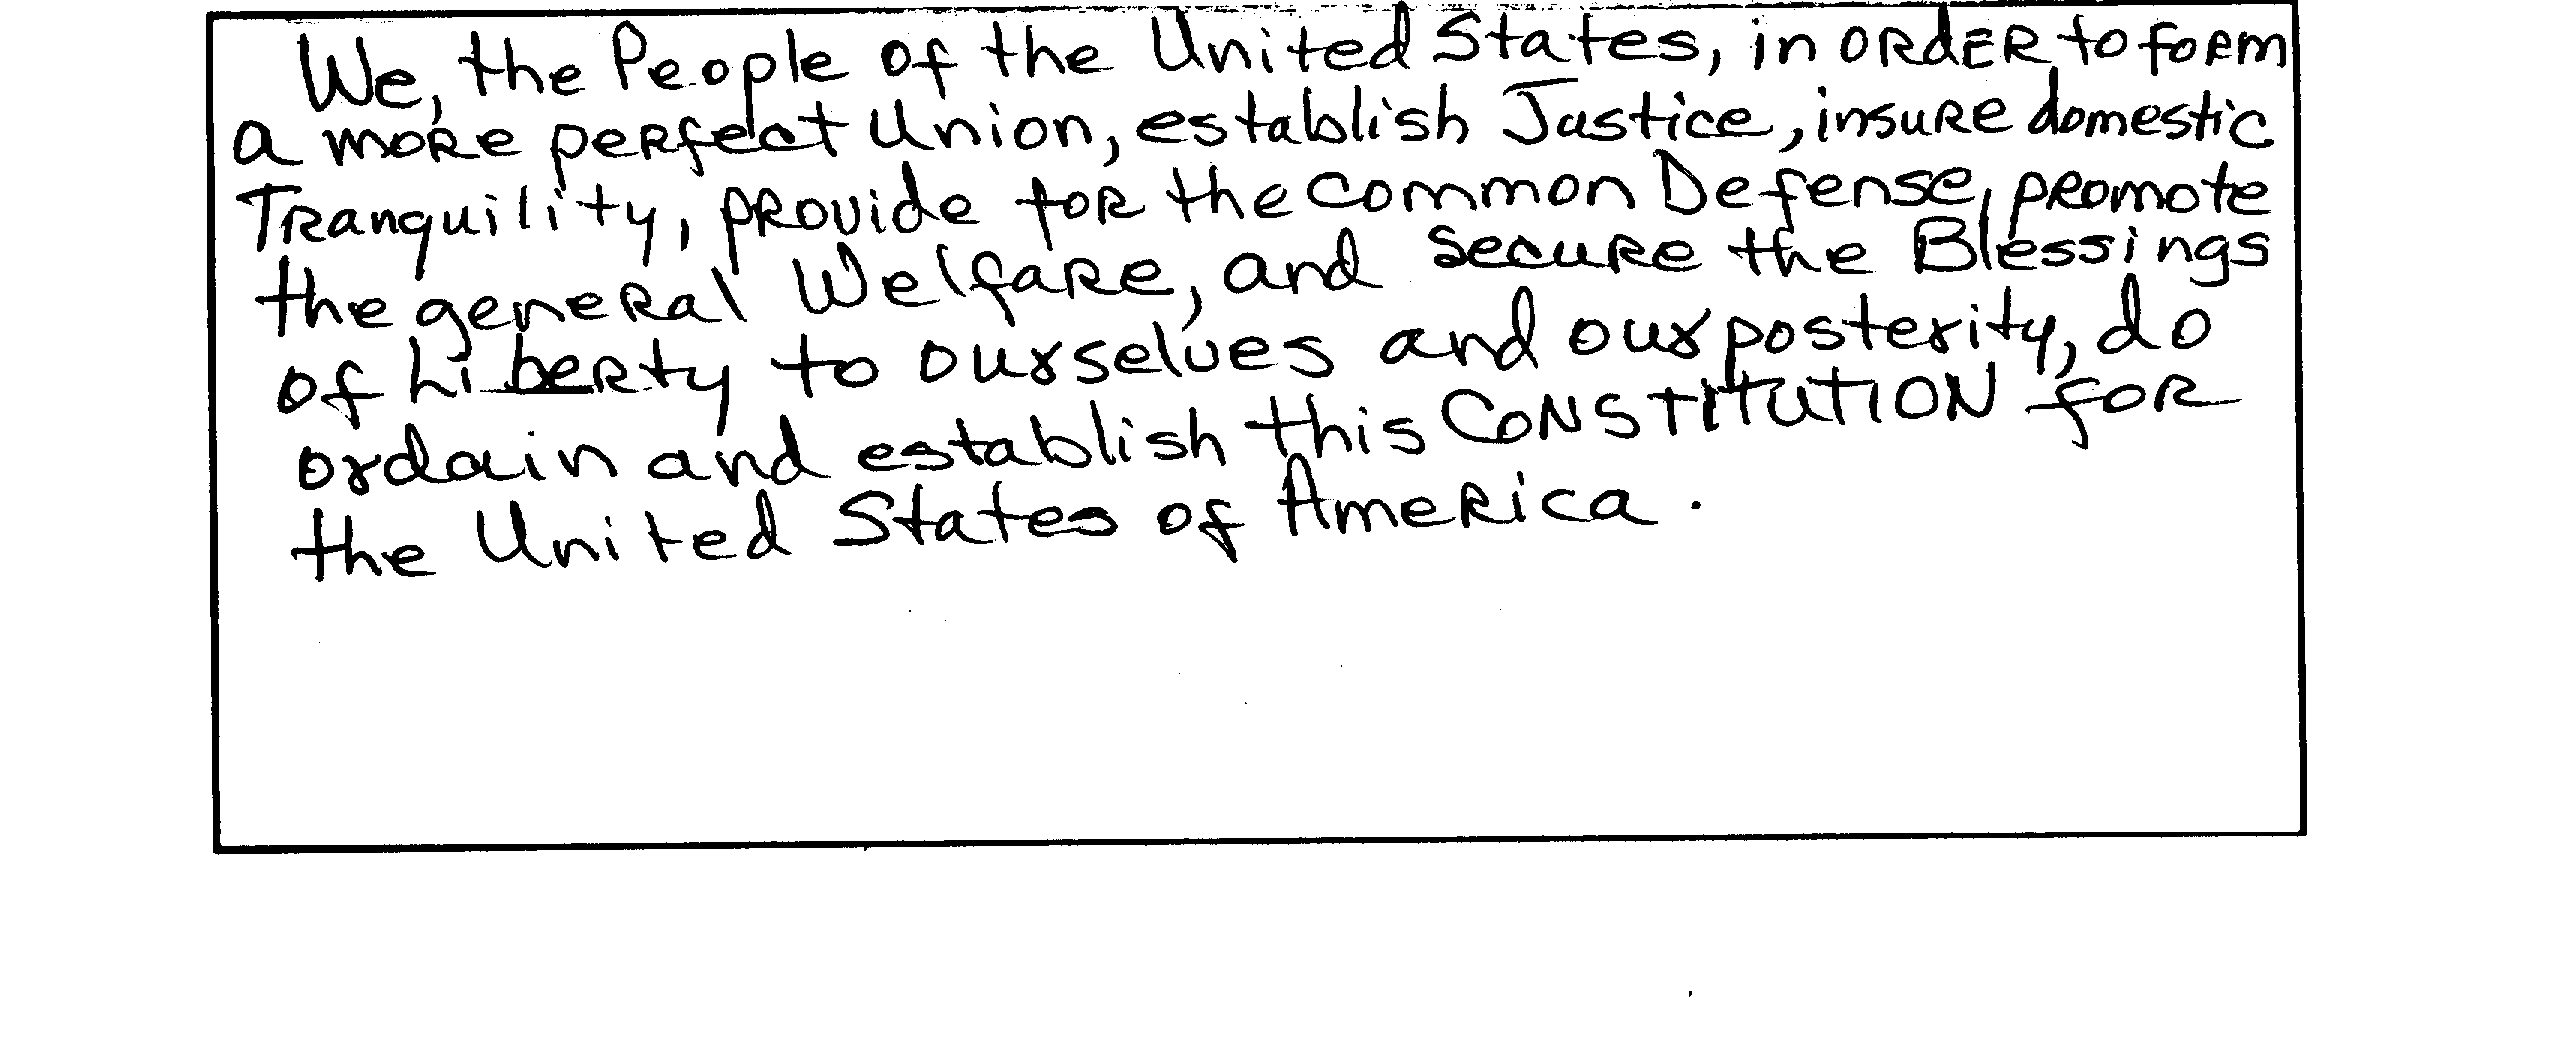 We, the People of the United States, in ORdER to foRm
a moRe peRfect Union, establish Justice, insuRe domestic
TRanquility, pRovide foR the common Defense, pRomote
the geneRal WelfaRe, and SecuRe the Blessings
of LibeRty to ourselves and our posterity, do
ordain and establish this CONSTITUTION foR
the United States of AmeRica.